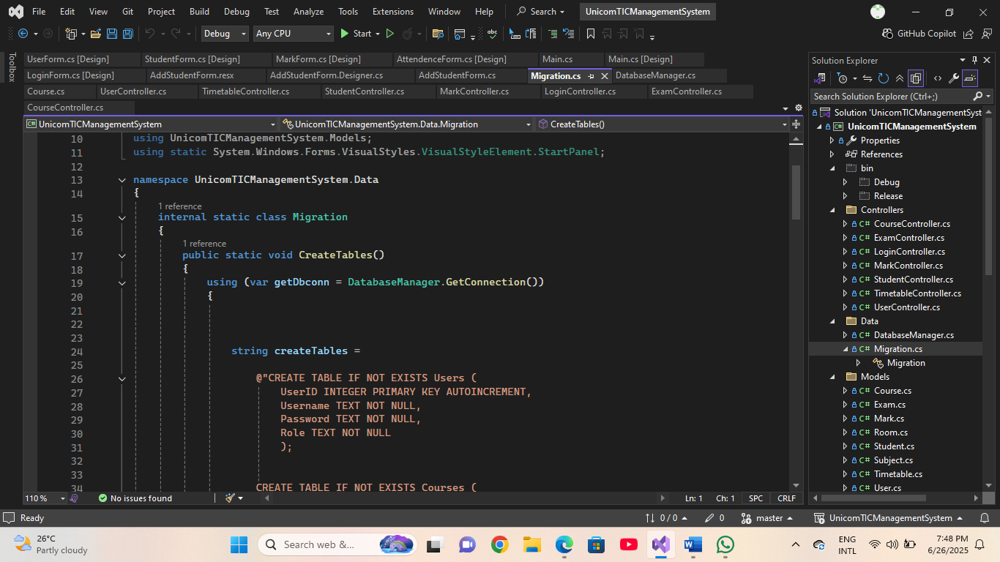 File Edit View Git Project Build Debug Test Analyze Tools Extensions Window Help Search UnicomTICManagementSystem
Debug Any CPU Start GitHub Copilot
Toolbox
UserForm.cs [Design] StudentForm.cs [Design] MarkForm.cs [Design] AttendenceForm.cs [Design] Main.cs Main.cs [Design]
LoginForm.cs [Design] AddStudentForm.resx AddStudentForm.Designer.cs AddStudentForm.cs Migration.cs DatabaseManager.cs
Course.cs UserController.cs TimetableController.cs StudentController.cs MarkController.cs LoginController.cs ExamController.cs
CourseController.cs
UnicomTICManagementSystem UnicomTICManagementSystem.Data.Migration CreateTables()
10 using UnicomTICManagementSystem.Models;
11 using static System.Windows.Forms.VisualStyles.VisualStyleElement.StartPanel;
12
13 namespace UnicomTICManagementSystem.Data
14 {
1 reference
15 internal static class Migration
16 {
1 reference
17 public static void CreateTables()
18 {
19 using (var getDbconn = DatabaseManager.GetConnection())
20 {
21
22
23
24 string createTables =
25
26 @"CREATE TABLE IF NOT EXISTS Users (
27 UserID INTEGER PRIMARY KEY AUTOINCREMENT,
28 Username TEXT NOT NULL,
29 Password TEXT NOT NULL,
30 Role TEXT NOT NULL
31 );
32
33
34 CREATE TABLE IF NOT EXISTS Courses (
110 % No issues found Ln: 1 Ch: 1 SPC CRLF
Solution Explorer
Search Solution Explorer (Ctrl+;)
Solution 'UnicomTICManagementSyst
UnicomTICManagementSystem
Properties
References
bin
Debug
Release
Controllers
C# CourseController.cs
C# ExamController.cs
C# LoginController.cs
C# MarkController.cs
C# StudentController.cs
C# TimetableController.cs
C# UserController.cs
Data
C# DatabaseManager.cs
C# Migration.cs
Migration
Models
C# Course.cs
C# Exam.cs
C# Mark.cs
C# Room.cs
C# Student.cs
C# Subject.cs
C# Timetable.cs
C# User.cs
Ready 0 / 0 0 master UnicomTICManagementSystem
26°C
Partly cloudy
Search web &...
ENG
INTL
7:48 PM
6/26/2025